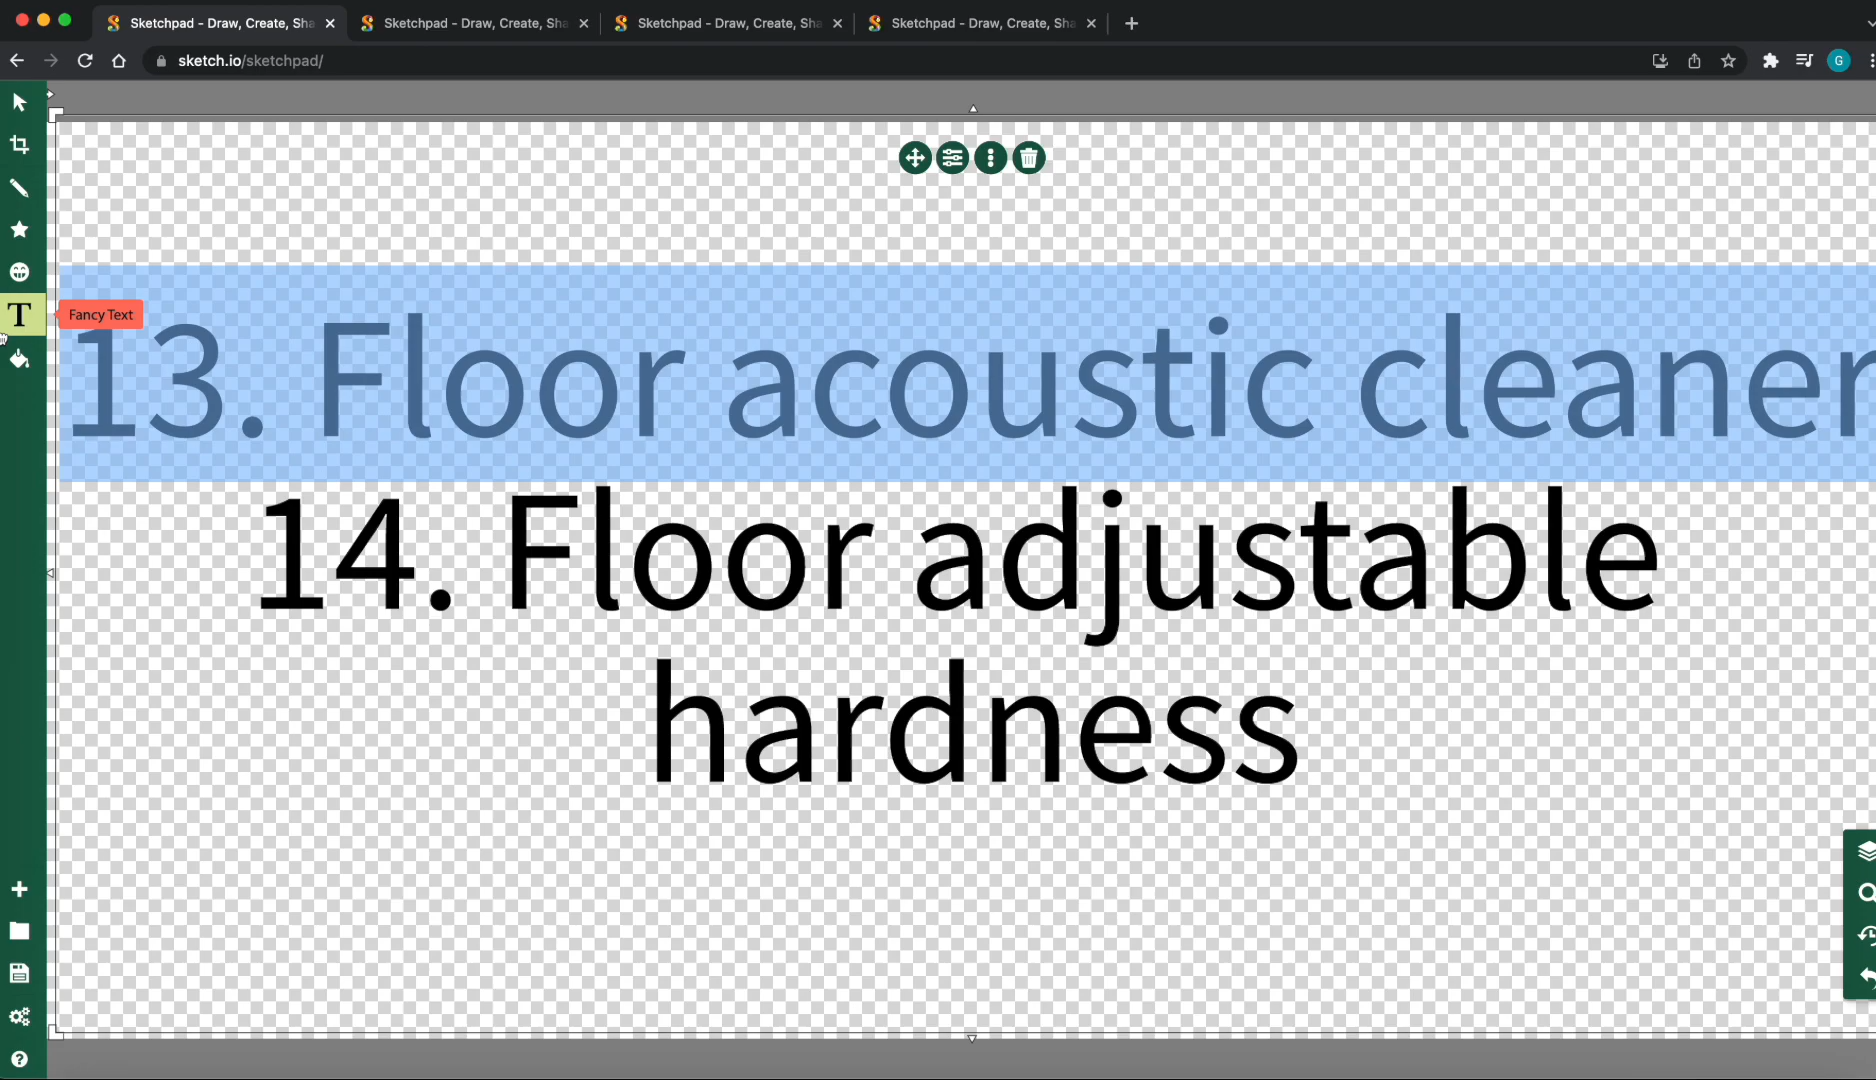 Sketchpad - Draw, Create, Sha
Sketchpad - Draw, Create, Sha
Sketchpad - Draw, Create, Sha
Sketchpad - Draw, Create, Sha
sketch.io/sketchpad/
G
T
Fancy Text
13. Floor acoustic cleaner
14. Floor adjustable
hardness